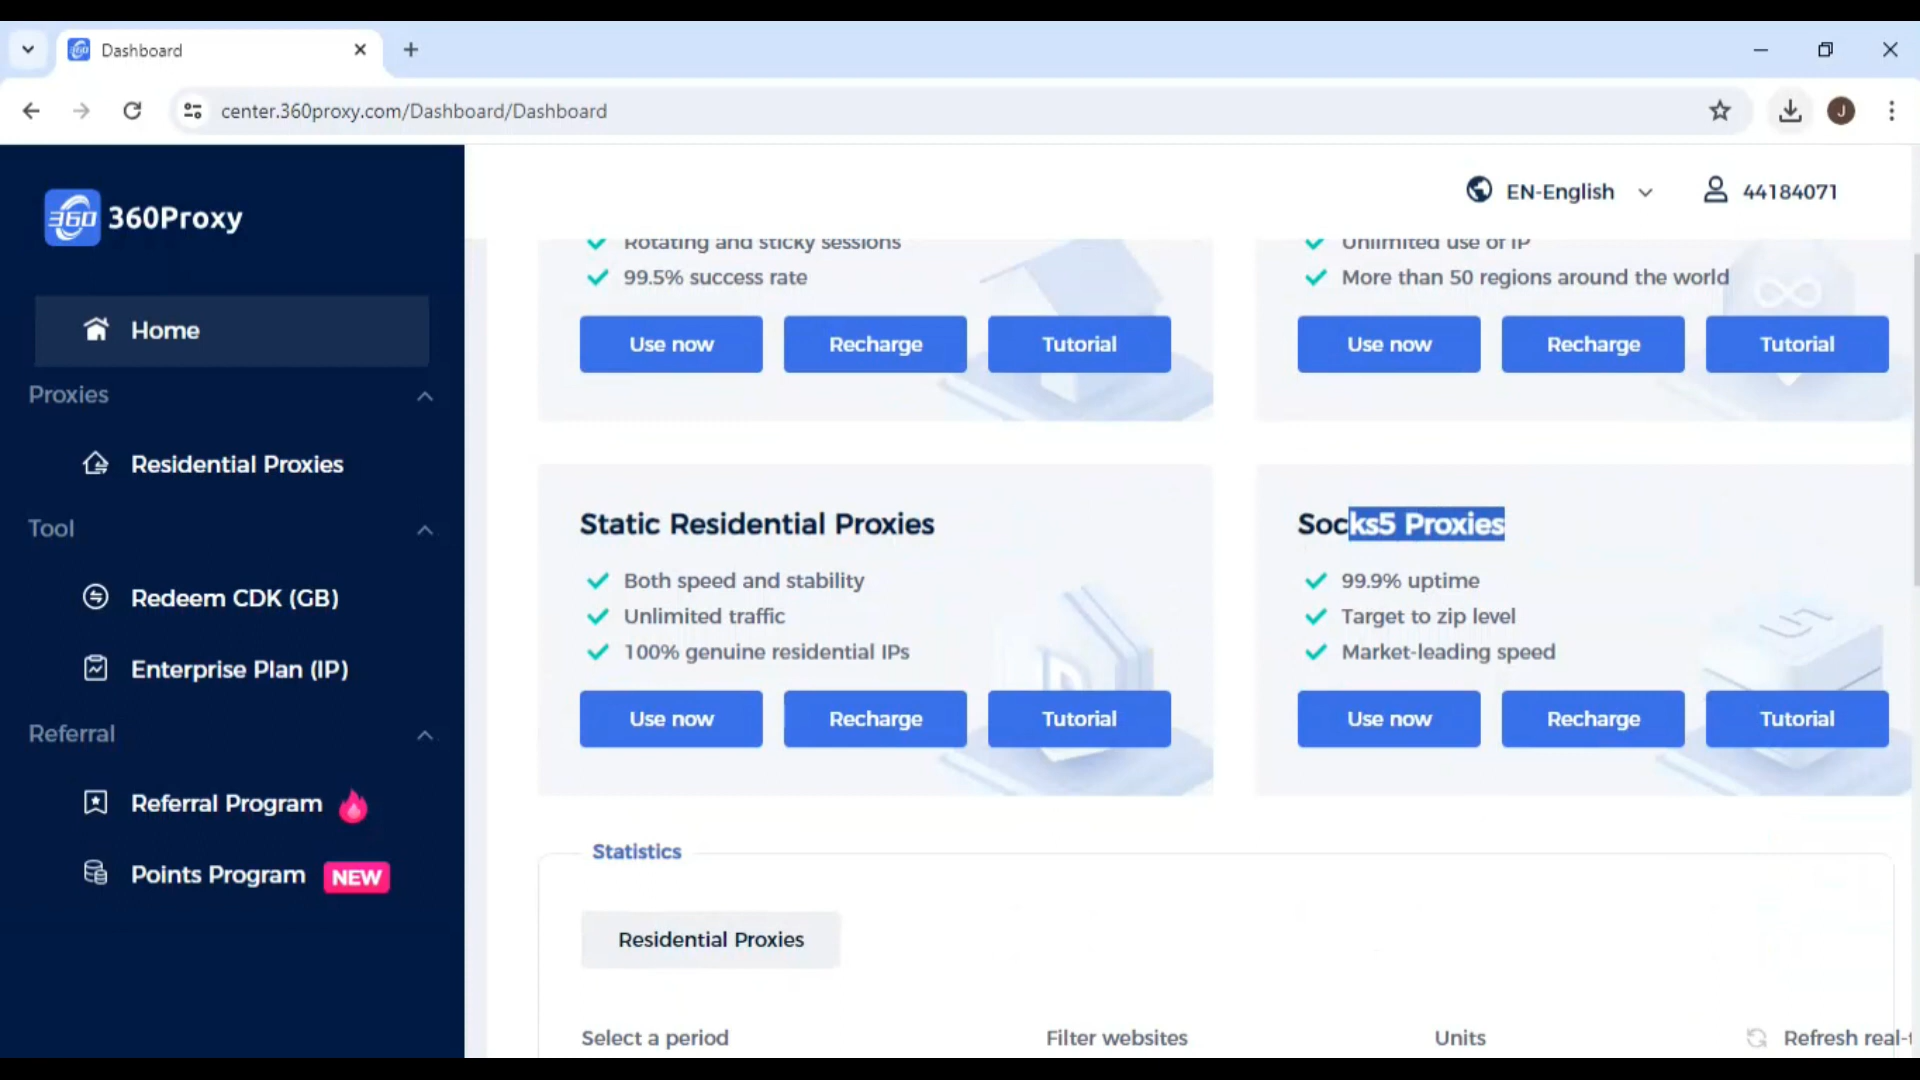 Dashboard
center.360proxy.com/Dashboard/Dashboard
J
360 360Proxy
EN-English
44184071
Home
Proxies
Residential Proxies
Tool
Redeem CDK (GB)
Enterprise Plan (IP)
Referral
Referral Program
Points Program NEW
Rotating and sticky sessions
99.5% success rate
Use now Recharge Tutorial
Unlimited use of IP
More than 50 regions around the world
Use now Recharge Tutorial
Static Residential Proxies
Both speed and stability
Unlimited traffic
100% genuine residential IPs
Use now Recharge Tutorial
Socks5 Proxies
99.9% uptime
Target to zip level
Market-leading speed
Use now Recharge Tutorial
Statistics
Residential Proxies
Select a period Filter websites Units Refresh real-